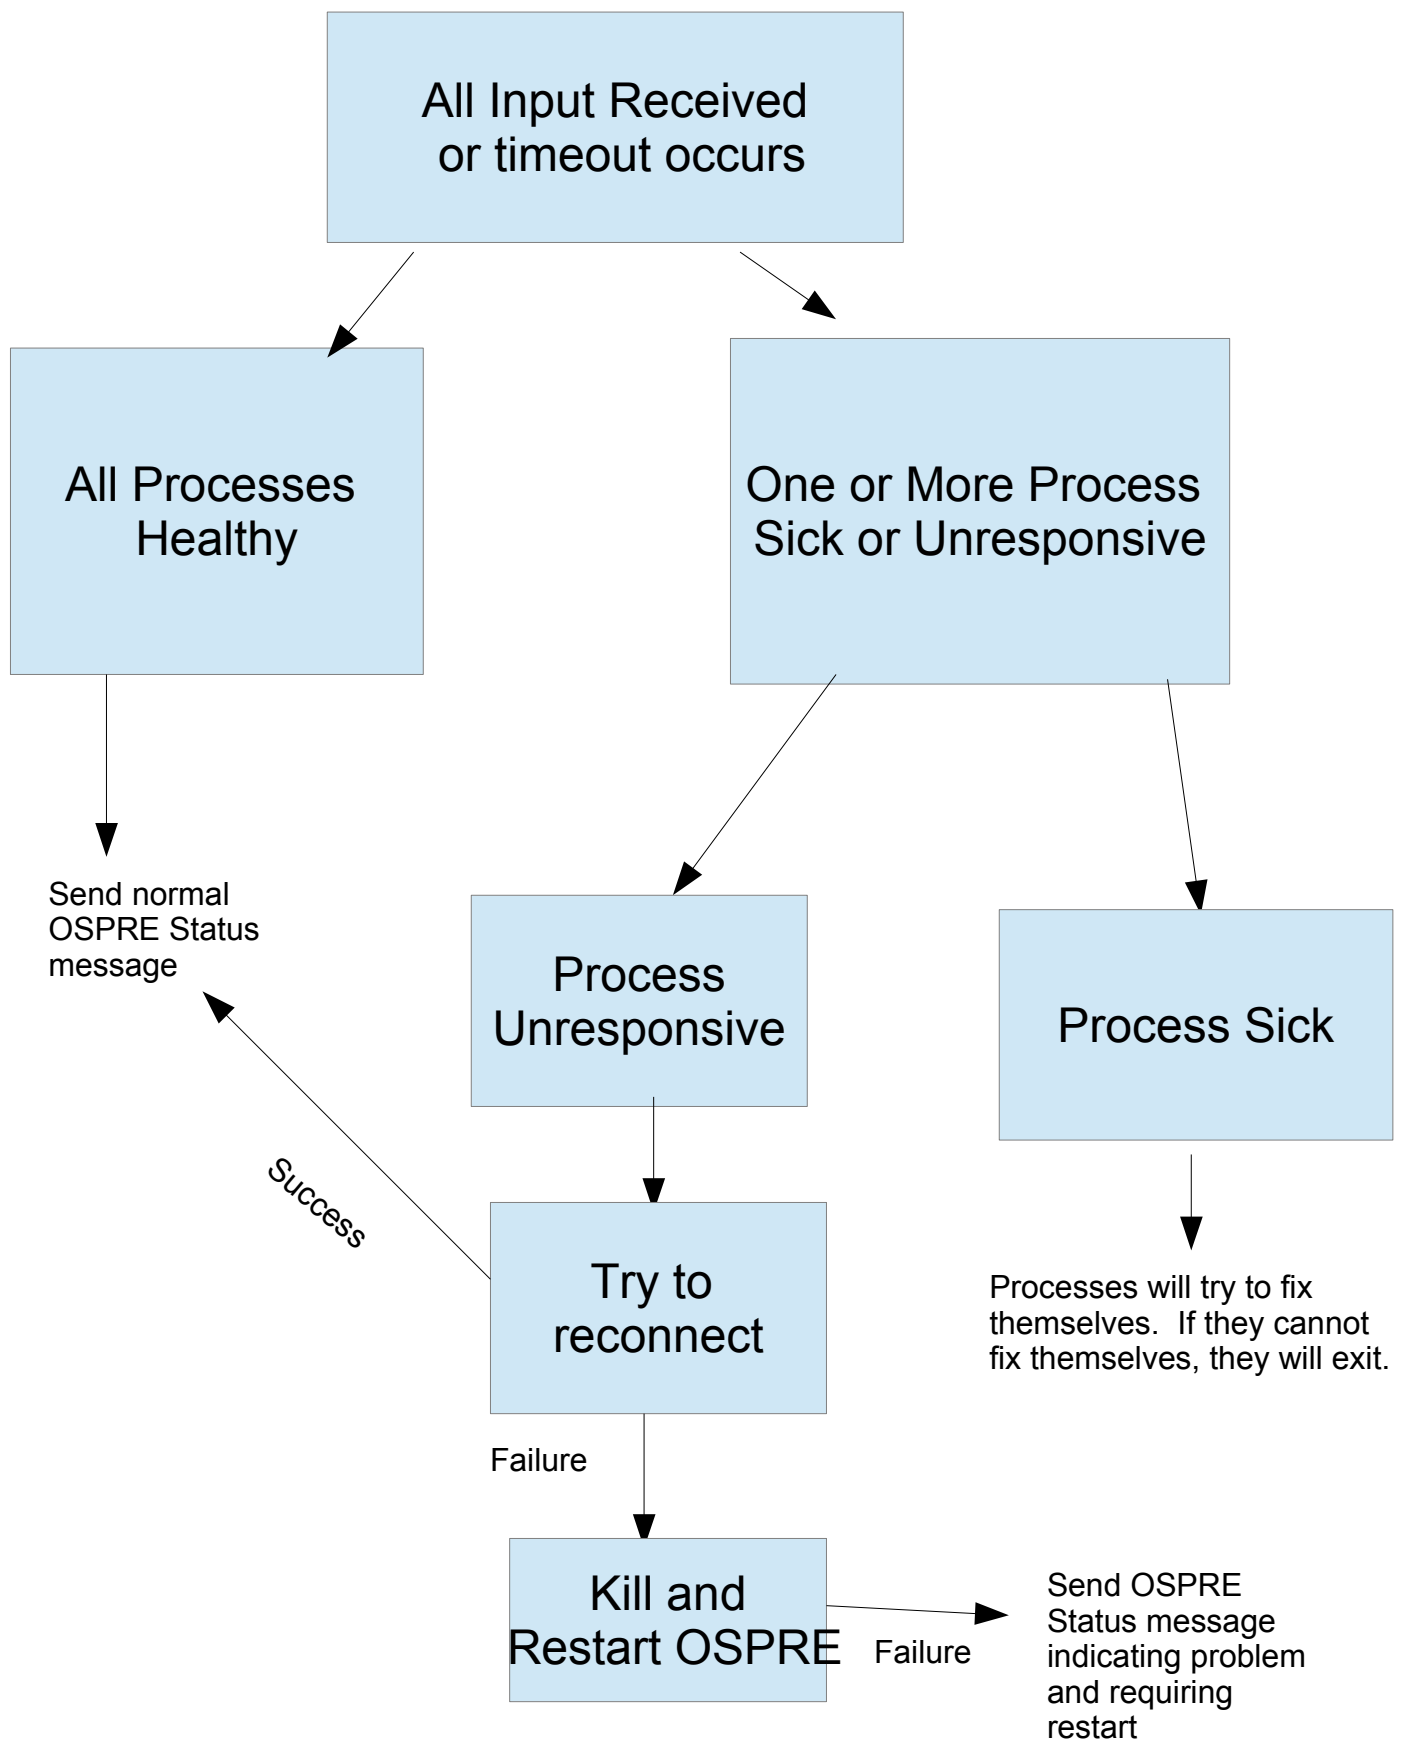 All Input Received
or timeout occurs
All Processes
Healthy
One or More Process
Sick or Unresponsive
Send normal
OSPRE Status
message
Process
Unresponsive
Process Sick
Success
Try to
reconnect
Processes will try to fix
themselves.  If they cannot
fix themselves, they will exit.
Failure
Kill and
Restart OSPRE
Failure
Send OSPRE
Status message
indicating problem
and requiring
restart